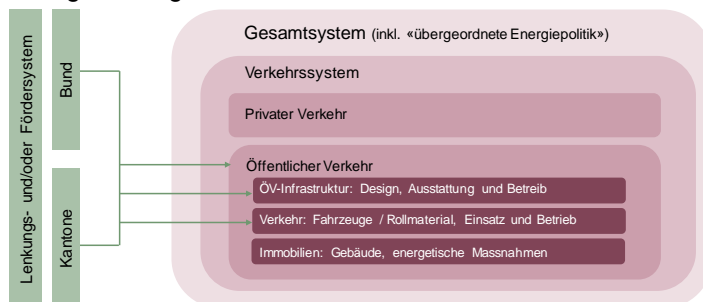 Lenkungs- und/oder Fördersystem
Bund
Kantone
Gesamtsystem (inkl. «übergeordnete Energiepolitik»)
Verkehrssystem
Privater Verkehr
Öffentlicher Verkehr
ÖV-Infrastruktur: Design, Ausstattung und Betreib
Verkehr: Fahrzeuge / Rollmaterial, Einsatz und Betrieb
Immobilien: Gebäude, energetische Massnahmen